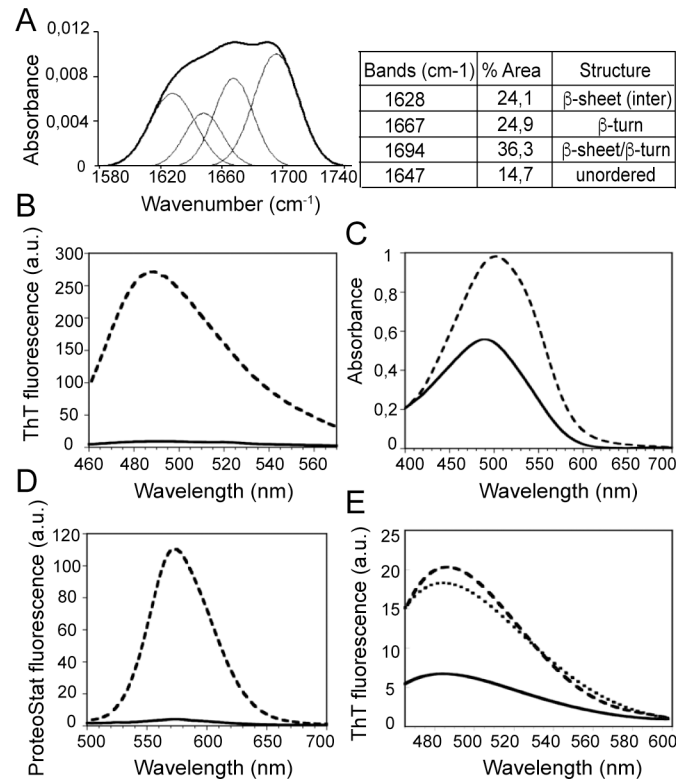 A
0,012
0,008
0,004
0
Absorbance
1580 1620 1660 1700 1740
Wavenumber (cm-1)
Bands (cm-1) % Area Structure
1628 24,1 β-sheet (inter)
1667 24,9 β-turn
1694 36,3 β-sheet/β-turn
1647 14,7 unordered
B
300
250
200
150
100
50
0
ThT fluorescence (a.u.)
460 480 500 520 540 560
Wavelength (nm)
C
1
0,8
0,6
0,4
0,2
0
Absorbance
400 450 500 550 600 650 700
Wavelength (nm)
D
120
100
80
60
40
20
0
ProteoStat fluorescence (a.u.)
500 550 600 650 700
Wavelength (nm)
E
25
20
15
10
5
0
ThT fluorescence (a.u.)
480 500 520 540 560 580 600
Wavelength (nm)